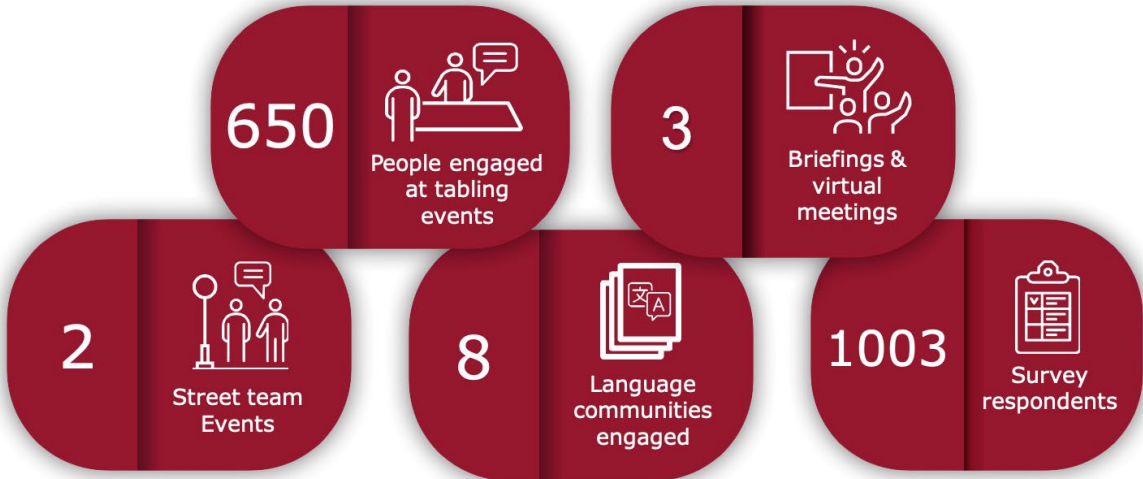 650
People engaged
at tabling
events
3
Briefings &
virtual
meetings
2
Street team
Events
8
文
A
Language
communities
engaged
1003
Survey
respondents